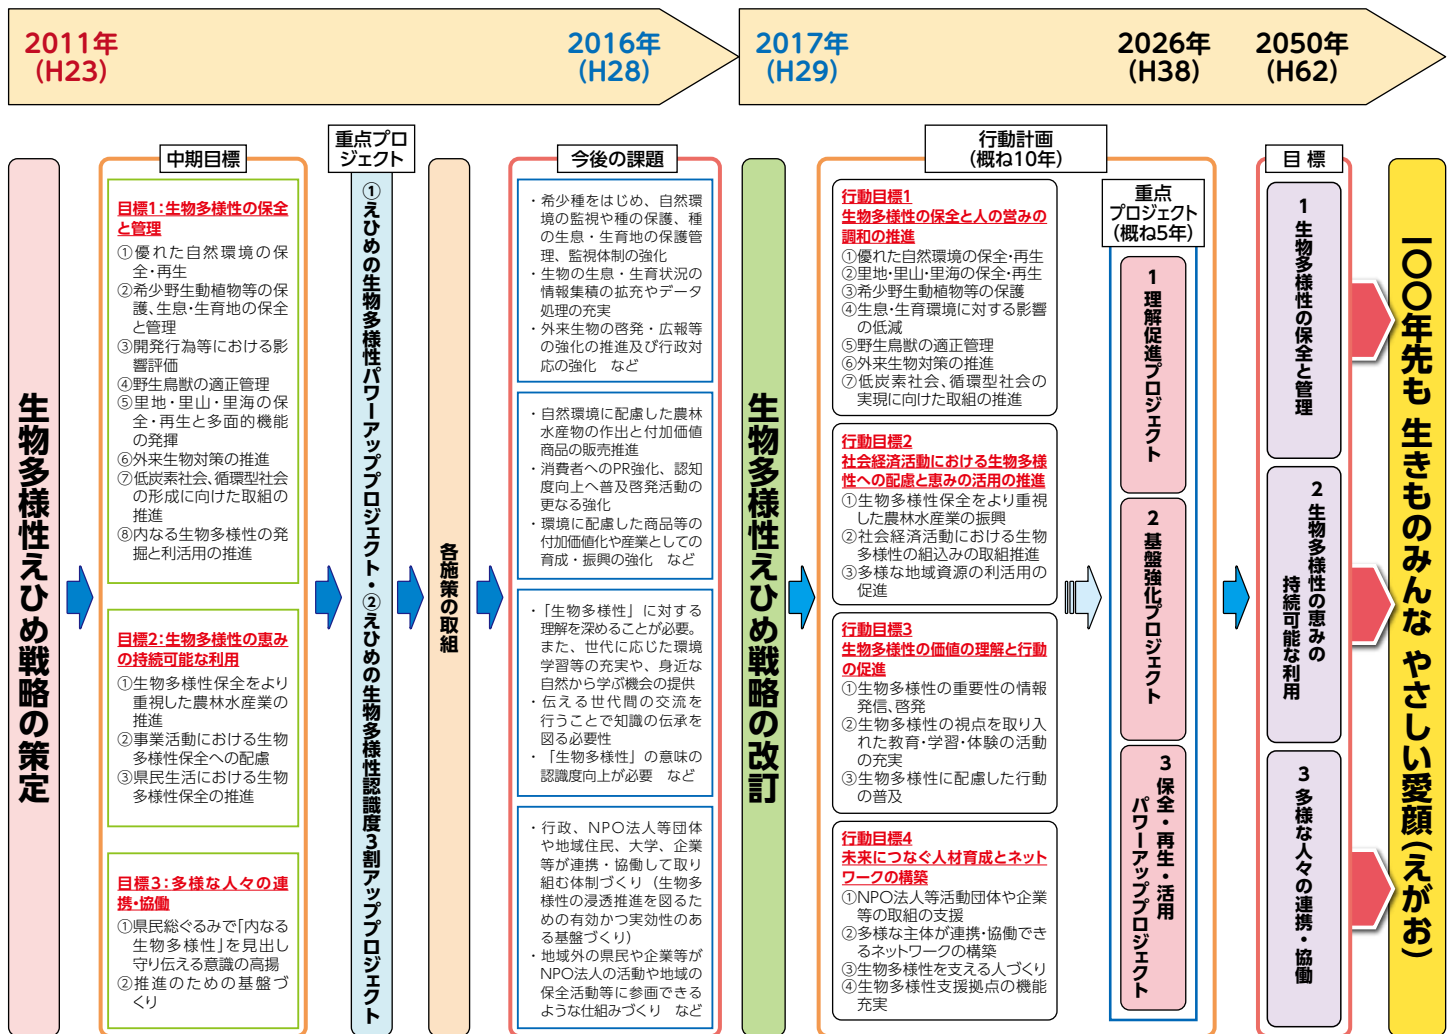 2011年
(H23)
2016年
(H28)
2017年
(H29)
2026年
(H38)
2050年
(H62)
生物多様性えひめ戦略の策定
中期目標
目標1:生物多様性の保全
と管理
①優れた自然環境の保
全・再生
②希少野生動植物等の保
護、生息・生育地の保全
と管理
③開発行為等における影
響評価
④野生鳥獣の適正管理
⑤里地・里山・里海の保
全・再生と多面的機能
の発揮
⑥外来生物対策の推進
⑦低炭素社会、循環型社会
の形成に向けた取組の
推進
⑧内なる生物多様性の発
掘と利活用の推進
目標2:生物多様性の恵み
の持続可能な利用
①生物多様性保全をより
重視した農林水産業の
推進
②事業活動における生物
多様性保全への配慮
③県民生活における生物
多様性保全の推進
目標3:多様な人々の連
携・協働
①県民総ぐるみで「内なる
生物多様性」を見出し
守り伝える意識の高揚
②推進のための基盤づ
くり
重点プロ
ジェクト
①えひめの生物多様性パワーアッププロジェクト・②えひめの生物多様性認識度3割アッププロジェクト
各施策の取組
今後の課題
・希少種をはじめ、自然環
境の監視や種の保護、種
の生息・生育地の保護管
理、監視体制の強化
・生物の生息・生育状況の
情報集積の拡充やデータ
処理の充実
・外来生物の啓発・広報等
の強化の推進及び行政対
応の強化 など
・自然環境に配慮した農林
水産物の作出と付加価値
商品の販売推進
・消費者へのPR強化、認知
度向上へ普及啓発活動の
更なる強化
・環境に配慮した商品等の
付加価値化や産業としての
育成・振興の強化 など
・「生物多様性」に対する
理解を深めることが必要。
また、世代に応じた環境
学習等の充実や、身近な
自然から学ぶ機会の提供
・伝える世代間の交流を
行うことで知識の伝承を
図る必要性
・「生物多様性」の意味の
認識度向上が必要 など
・行政、NPO法人等団体
や地域住民、大学、企業
等が連携・協働して取り
組む体制づくり(生物多
様性の浸透推進を図るた
めの有効かつ実効性のあ
る基盤づくり)
・地域外の県民や企業等が
NPO法人の活動や地域の
保全活動等に参画できる
ような仕組みづくり など
生物多様性えひめ戦略の改訂
行動計画
(概ね10年)
行動目標1
生物多様性の保全と人の営みの
調和の推進
①優れた自然環境の保全・再生
②里地・里山・里海の保全・再生
③希少野生動植物等の保護
④生息・生育環境に対する影響
の低減
⑤野生鳥獣の適正管理
⑥外来生物対策の推進
⑦低炭素社会、循環型社会の
実現に向けた取組の推進
行動目標2
社会経済活動における生物多様
性への配慮と恵みの活用の推進
①生物多様性保全をより重視
した農林水産業の振興
②社会経済活動における生物
多様性の組込みの取組推進
③多様な地域資源の利活用の
促進
行動目標3
生物多様性の価値の理解と行動
の促進
①生物多様性の重要性の情報
発信、啓発
②生物多様性の視点を取り入
れた教育・学習・体験の活動
の充実
③生物多様性に配慮した行動
の普及
行動目標4
未来につなぐ人材育成とネット
ワークの構築
①NPO法人等活動団体や企業
等の取組の支援
②多様な主体が連携・協働でき
るネットワークの構築
③生物多様性を支える人づくり
④生物多様性支援拠点の機能
充実
重点
プロジェクト
(概ね5年)
1 理解促進プロジェクト
2 基盤強化プロジェクト
3 保全・再生・活用
パワーアッププロジェクト
目 標
1 生物多様性の保全と管理
2 生物多様性の恵みの
持続可能な利用
3 多様な人々の連携・協働
一〇〇年先も 生きものみんな やさしい愛顔(えがお)